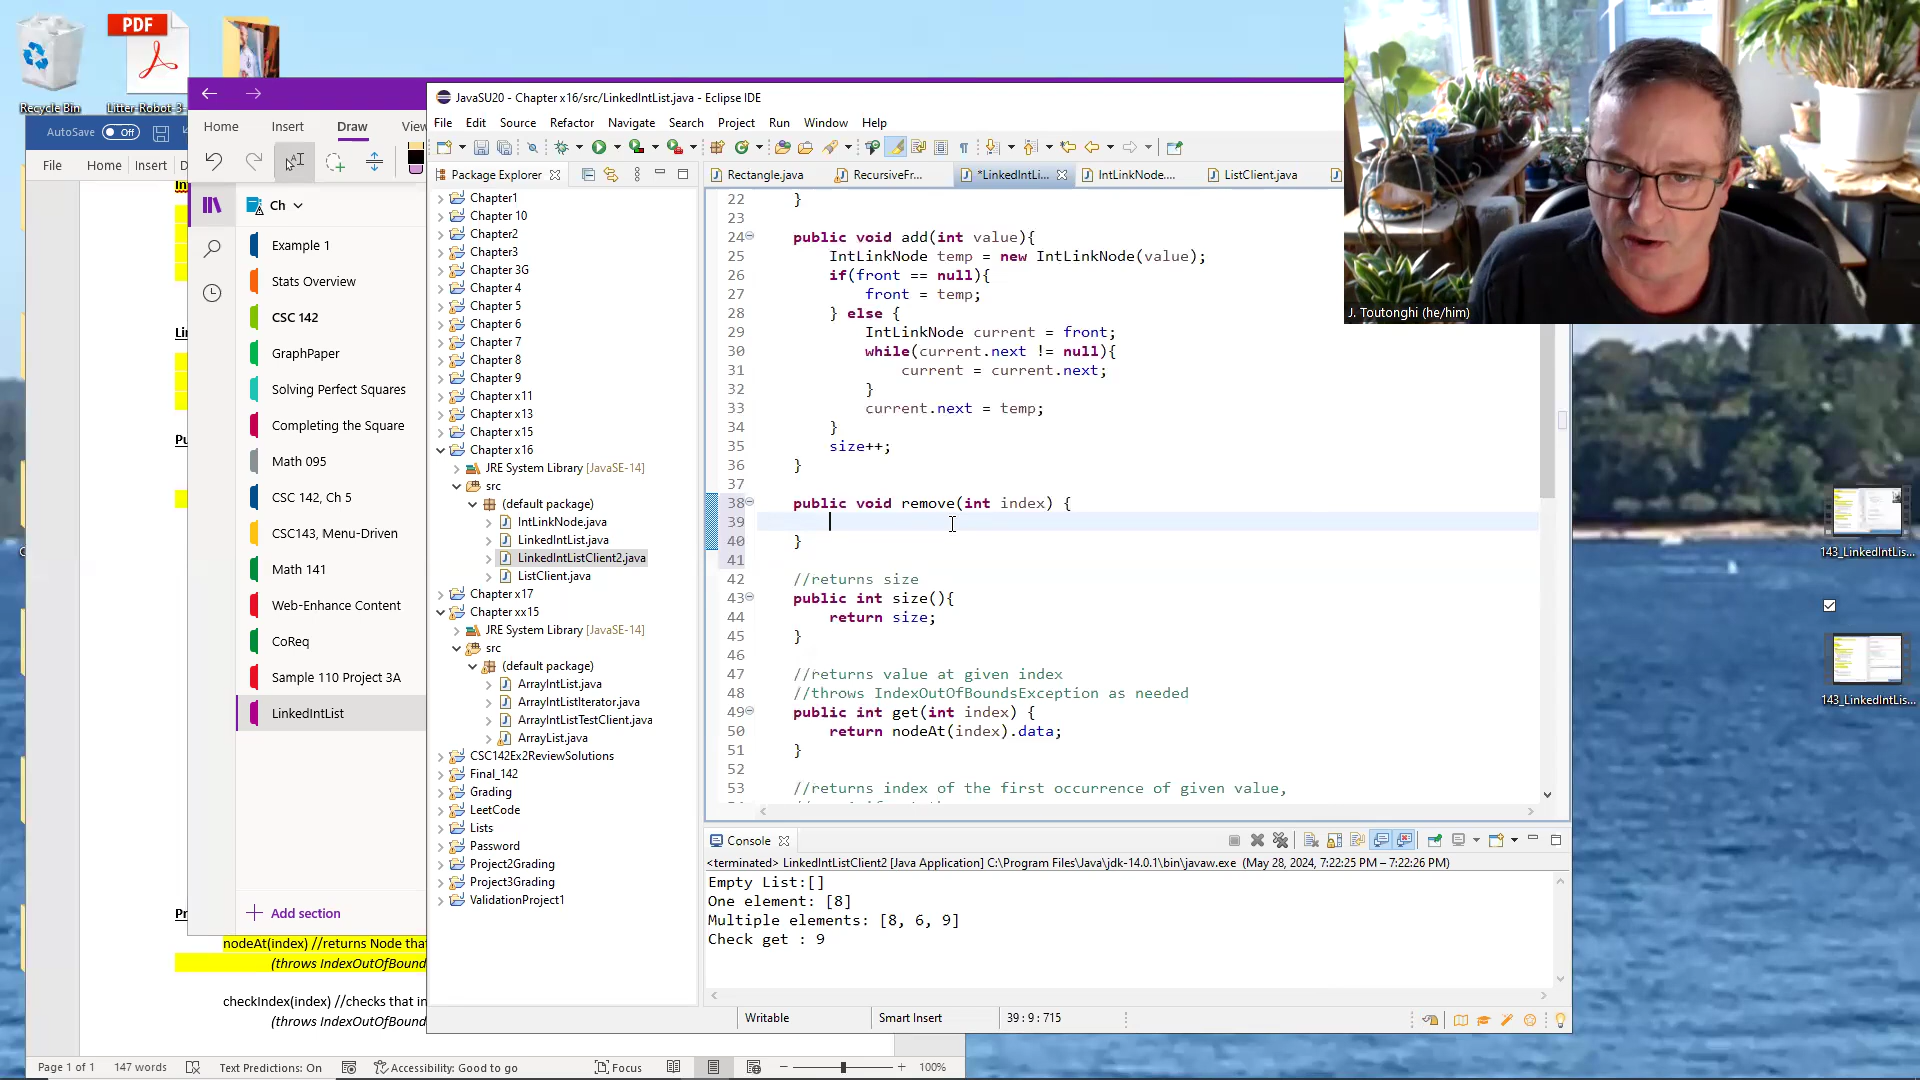 Recycle Bin
PDF
Litter-Robot-3-
AutoSave Off
File Home Insert
Home Insert Draw
Ch
Example 1
Stats Overview
CSC 142
GraphPaper
Solving Perfect Squares
Completing the Square
Math 095
CSC 142, Ch 5
CSC143, Menu-Driven
Math 141
Web-Enhance Content
CoReq
Sample 110 Project 3A
LinkedIntList
Add section
nodeAt(index) //returns Node
(throws
checkIndex(index) //checks that
(throws
Page 1 of 1 147 words Text Predictions: On Accessibility: Good to go Focus 100%
JavaSU20 - Chapter x16/src/LinkedIntList.java - Eclipse IDE
File Edit Source Refactor Navigate Search Project Run Window Help
Package Explorer
Chapter1
Chapter 10
Chapter2
Chapter3
Chapter 3G
Chapter 4
Chapter 5
Chapter 6
Chapter 7
Chapter 8
Chapter 9
Chapter x11
Chapter x13
Chapter x15
Chapter x16
JRE System Library [JavaSE-14]
src
(default package)
IntLinkNode.java
LinkedIntList.java
LinkedIntListClient2.java
ListClient.java
Chapter x17
Chapter xx15
JRE System Library [JavaSE-14]
src
(default package)
ArrayIntList.java
ArrayIntListIterator.java
ArrayIntListTestClient.java
ArrayList.java
CSC142Ex2ReviewSolutions
Final_142
Grading
LeetCode
Lists
Password
Project2Grading
Project3Grading
ValidationProject1
Rectangle.java RecursiveFr... *LinkedIntLi... IntLinkNode.... ListClient.java
22 }
23
24 public void add(int value){
25 IntLinkNode temp = new IntLinkNode(value);
26 if(front == null){
27 front = temp;
28 } else {
29 IntLinkNode current = front;
30 while(current.next != null){
31 current = current.next;
32 }
33 current.next = temp;
34 }
35 size++;
36 }
37
38 public void remove(int index) {
39
40 }
41
42 //returns size
43 public int size(){
44 return size;
45 }
46
47 //returns value at given index
48 //throws IndexOutOfBoundsException as needed
49 public int get(int index) {
50 return nodeAt(index).data;
51 }
52
53 //returns index of the first occurrence of given value,
Console
<terminated> LinkedIntListClient2 [Java Application] C:\Program Files\Java\jdk-14.0.1\bin\javaw.exe (May 28, 2024, 7:22:25 PM – 7:22:26 PM)
Empty List:[]
One element: [8]
Multiple elements: [8, 6, 9]
Check get : 9
Writable Smart Insert 39 : 9 : 715
J. Toutonghi (he/him)
143_LinkedIntLis...
143_LinkedIntLis...